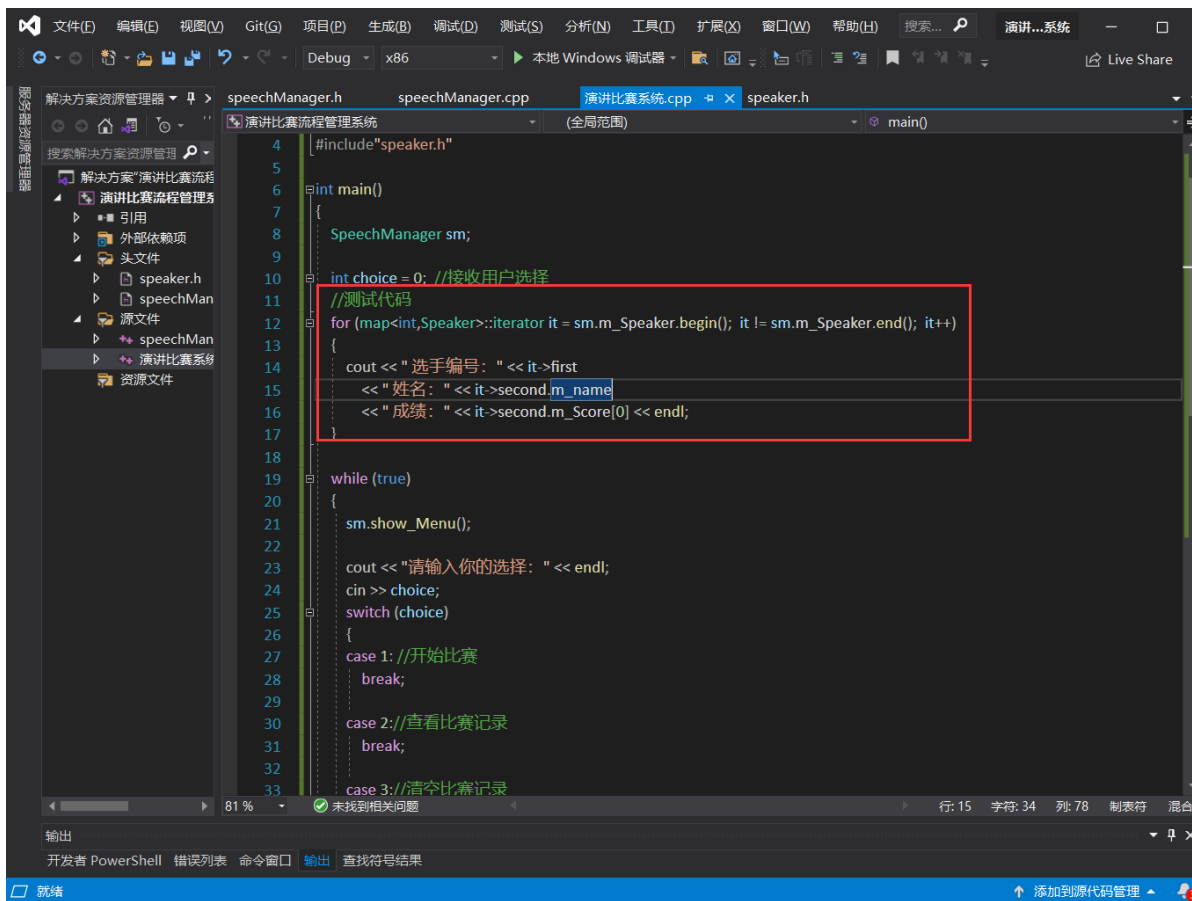 文件(F) 编辑(E) 视图(V) Git(G) 项目(P) 生成(B) 调试(D) 测试(S) 分析(N) 工具(T) 扩展(X) 窗口(W) 帮助(H) 搜索... 演讲...系统
Debug x86 本地 Windows 调试器 Live Share
服务器资源管理器
解决方案资源管理器
搜索解决方案资源管理
解决方案"演讲比赛流程
演讲比赛流程管理系
引用
外部依赖项
头文件
speaker.h
speechMan
源文件
speechMan
演讲比赛系统
资源文件
speechManager.h speechManager.cpp 演讲比赛系统.cpp speaker.h
演讲比赛流程管理系统 (全局范围) main()
4 #include"speaker.h"
5
6 int main()
7 {
8 SpeechManager sm;
9
10 int choice = 0; //接收用户选择
11 //测试代码
12 for (map<int,Speaker>::iterator it = sm.m_Speaker.begin(); it != sm.m_Speaker.end(); it++)
13 {
14 cout << " 选手编号：" << it->first
15 << " 姓名：" << it->second.m_name
16 << " 成绩：" << it->second.m_Score[0] << endl;
17 }
18
19 while (true)
20 {
21 sm.show_Menu();
22
23 cout << "请输入你的选择：" << endl;
24 cin >> choice;
25 switch (choice)
26 {
27 case 1: //开始比赛
28 break;
29
30 case 2://查看比赛记录
31 break;
32
33 case 3://清空比赛记录
81 % 未找到相关问题 行: 15 字符: 34 列: 78 制表符 混合
输出
开发者 PowerShell 错误列表 命令窗口 输出 查找符号结果
就绪 添加到源代码管理